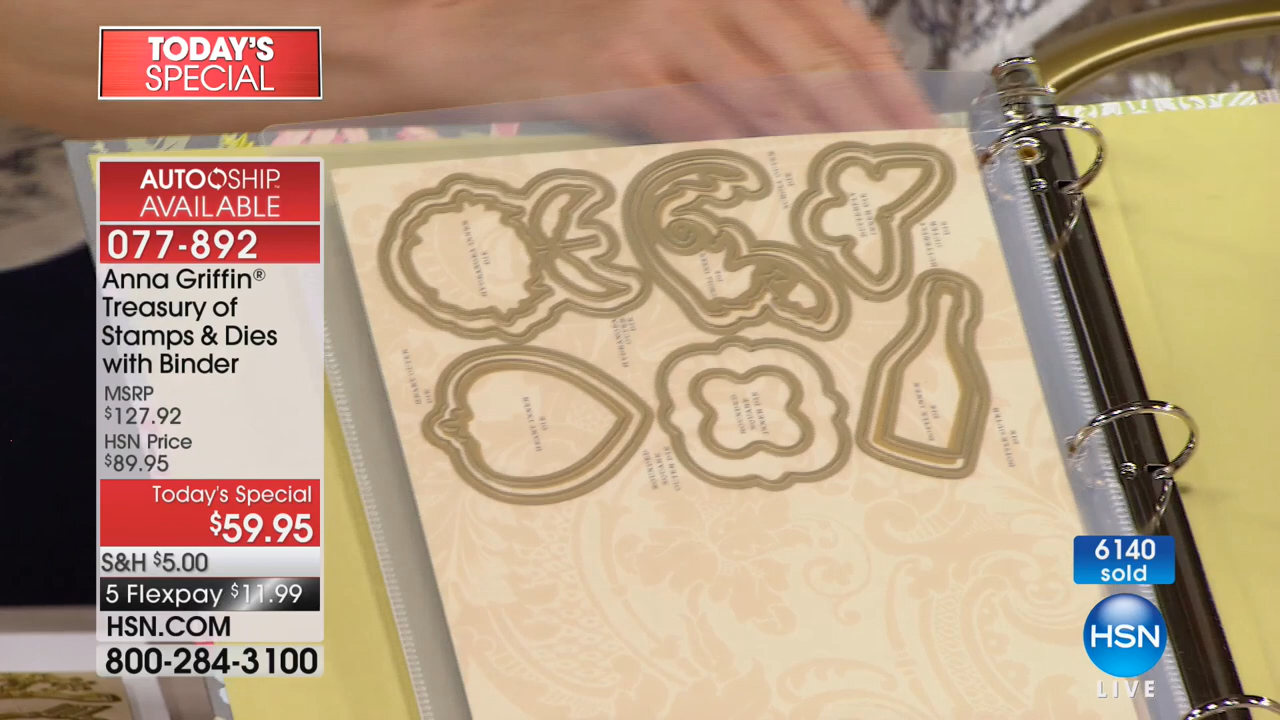 TODAY'S
SPECIAL
AUTOSHIP™
AVAILABLE
077-892
Anna Griffin®
Treasury of
Stamps & Dies
with Binder
MSRP
$127.92
HSN Price
$89.95
Today's Special
$59.95
S&H $5.00
5 Flexpay $11.99
HSN.COM
800-284-3100
6140
sold
HSN
LIVE